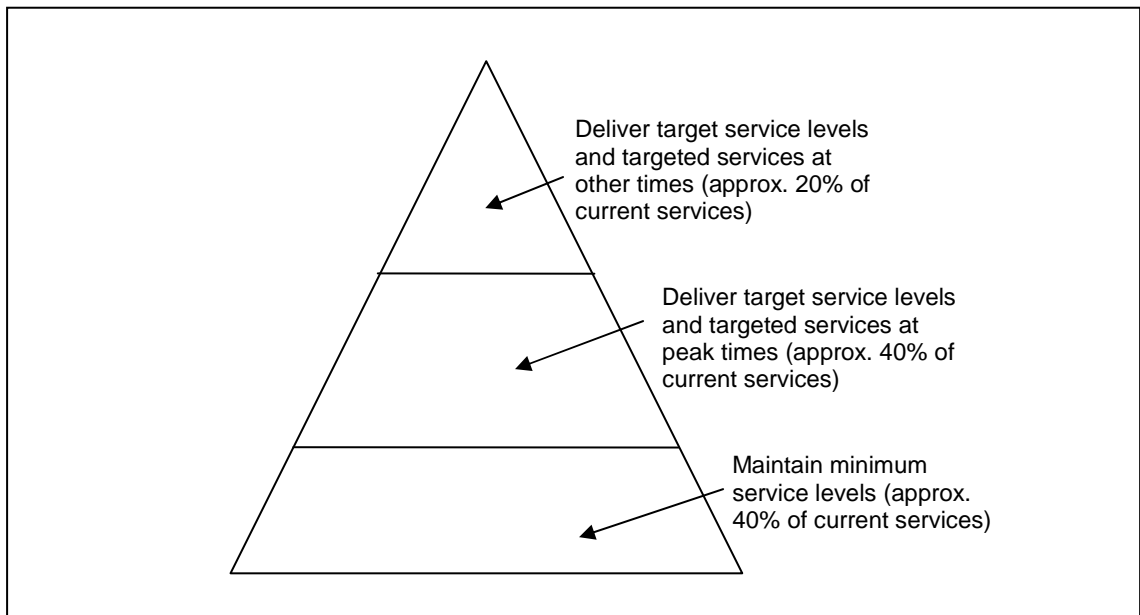 Deliver target service levels
and targeted services at
other times (approx. 20% of
current services)
Deliver target service levels
and targeted services at
peak times (approx. 40% of
current services)
Maintain minimum
service levels (approx.
40% of current services)